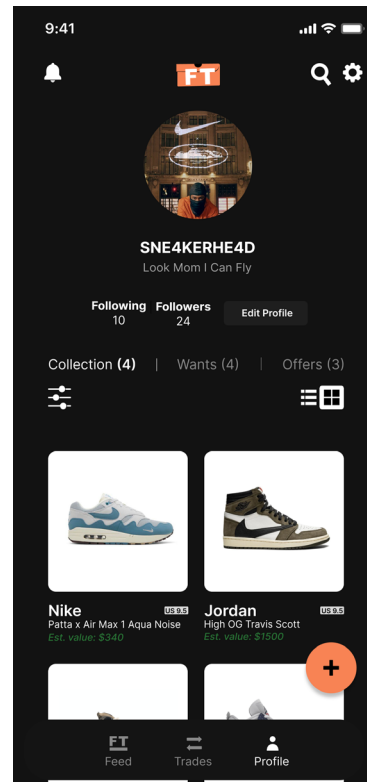 9:41
FT
SNE4KERHE4D
Look Mom I Can Fly
Following Followers
10 24
Edit Profile
Collection (4) | Wants (4) | Offers (3)
Nike US 9.5
Patta x Air Max 1 Aqua Noise
Est. value: $340
Jordan US 9.5
High OG Travis Scott
Est. value: $1500
+
FT
Feed Trades Profile